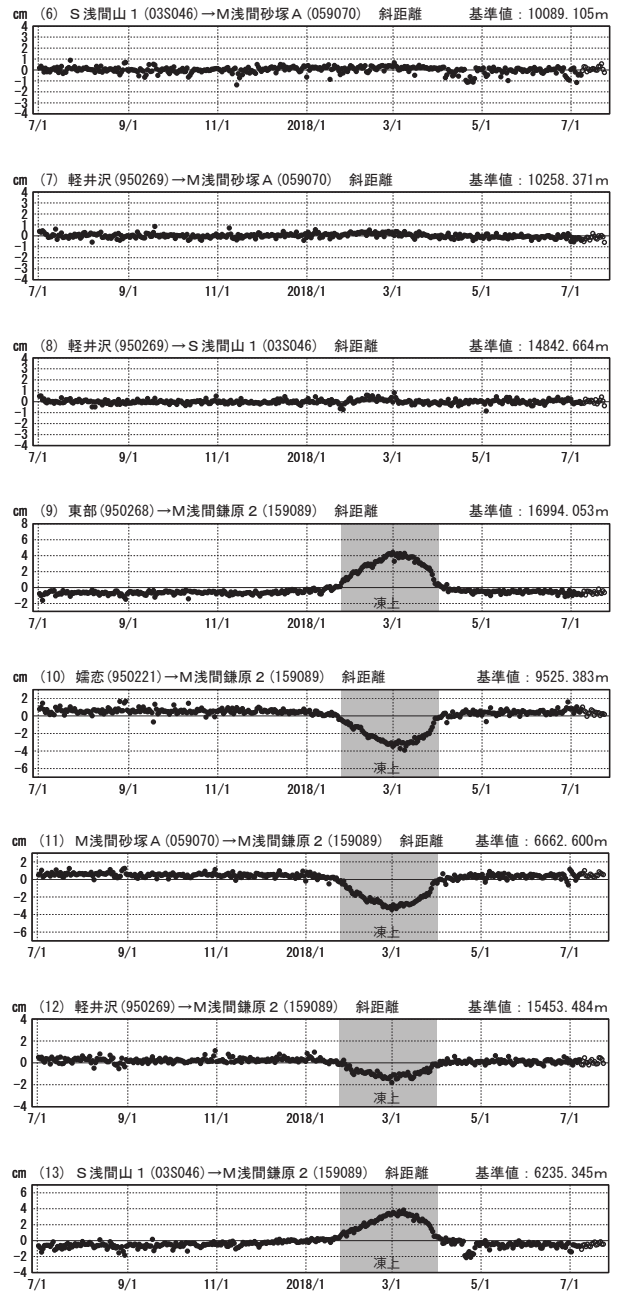 cm (6) S浅間山1(03S046)→M浅間砂塚A(059070) 斜距離 基準値：10089.105m
4
3
2
1
0
-1
-2
-3
-4
7/1 9/1 11/1 2018/1 3/1 5/1 7/1
cm (7) 軽井沢(950269)→M浅間砂塚A(059070) 斜距離 基準値：10258.371m
4
3
2
1
0
-1
-2
-3
-4
7/1 9/1 11/1 2018/1 3/1 5/1 7/1
cm (8) 軽井沢(950269)→S浅間山1(03S046) 斜距離 基準値：14842.664m
4
3
2
1
0
-1
-2
-3
-4
7/1 9/1 11/1 2018/1 3/1 5/1 7/1
cm (9) 東部(950268)→M浅間鎌原2(159089) 斜距離 基準値：16994.053m
8
6
4
2
0
-2
凍上
7/1 9/1 11/1 2018/1 3/1 5/1 7/1
cm (10) 嬬恋(950221)→M浅間鎌原2(159089) 斜距離 基準値：9525.383m
2
0
-2
-4
-6
凍上
7/1 9/1 11/1 2018/1 3/1 5/1 7/1
cm (11) M浅間砂塚A(059070)→M浅間鎌原2(159089) 斜距離 基準値：6662.600m
2
0
-2
-4
-6
凍上
7/1 9/1 11/1 2018/1 3/1 5/1 7/1
cm (12) 軽井沢(950269)→M浅間鎌原2(159089) 斜距離 基準値：15453.484m
4
2
0
-2
-4
凍上
7/1 9/1 11/1 2018/1 3/1 5/1 7/1
cm (13) S浅間山1(03S046)→M浅間鎌原2(159089) 斜距離 基準値：6235.345m
6
4
2
0
-2
-4
凍上
7/1 9/1 11/1 2018/1 3/1 5/1 7/1